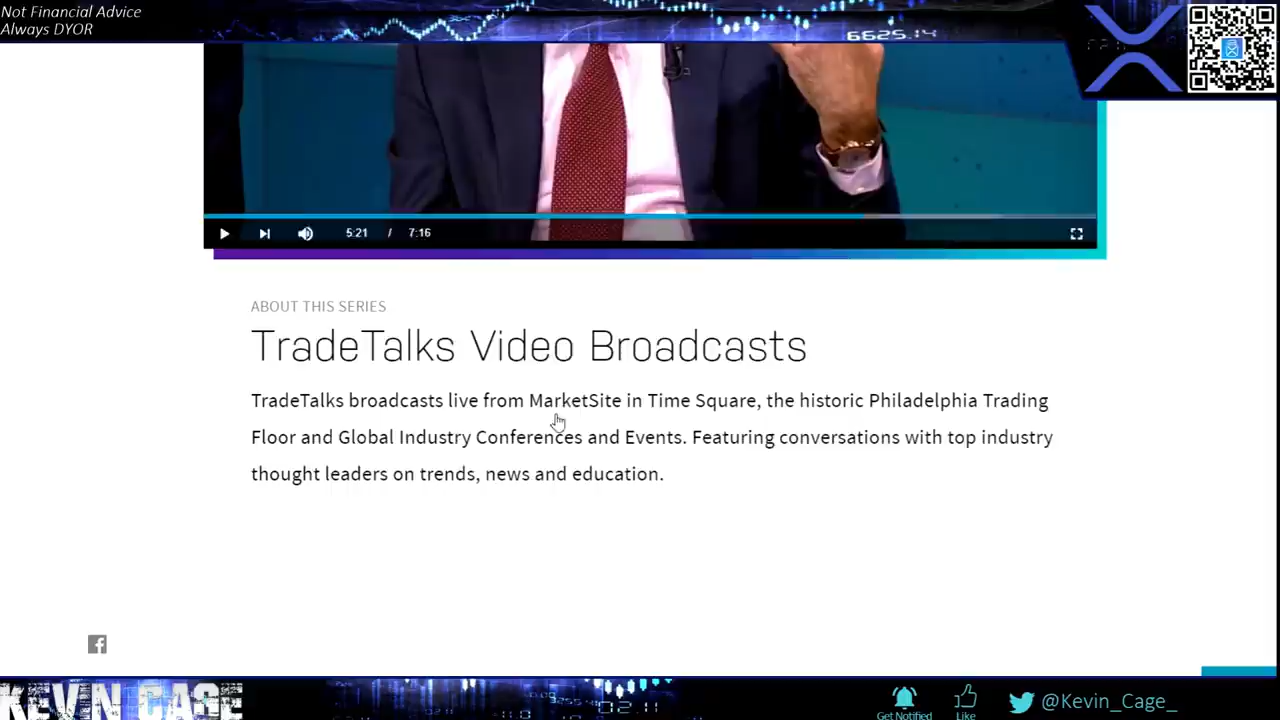 Not Financial Advice
Always DYOR
6625.14
5:21 / 7:16
ABOUT THIS SERIES
TradeTalks Video Broadcasts
TradeTalks broadcasts live from MarketSite in Time Square, the historic Philadelphia Trading
Floor and Global Industry Conferences and Events. Featuring conversations with top industry
thought leaders on trends, news and education.
KEVIN CAGE
Get Notified
Like
@Kevin_Cage_